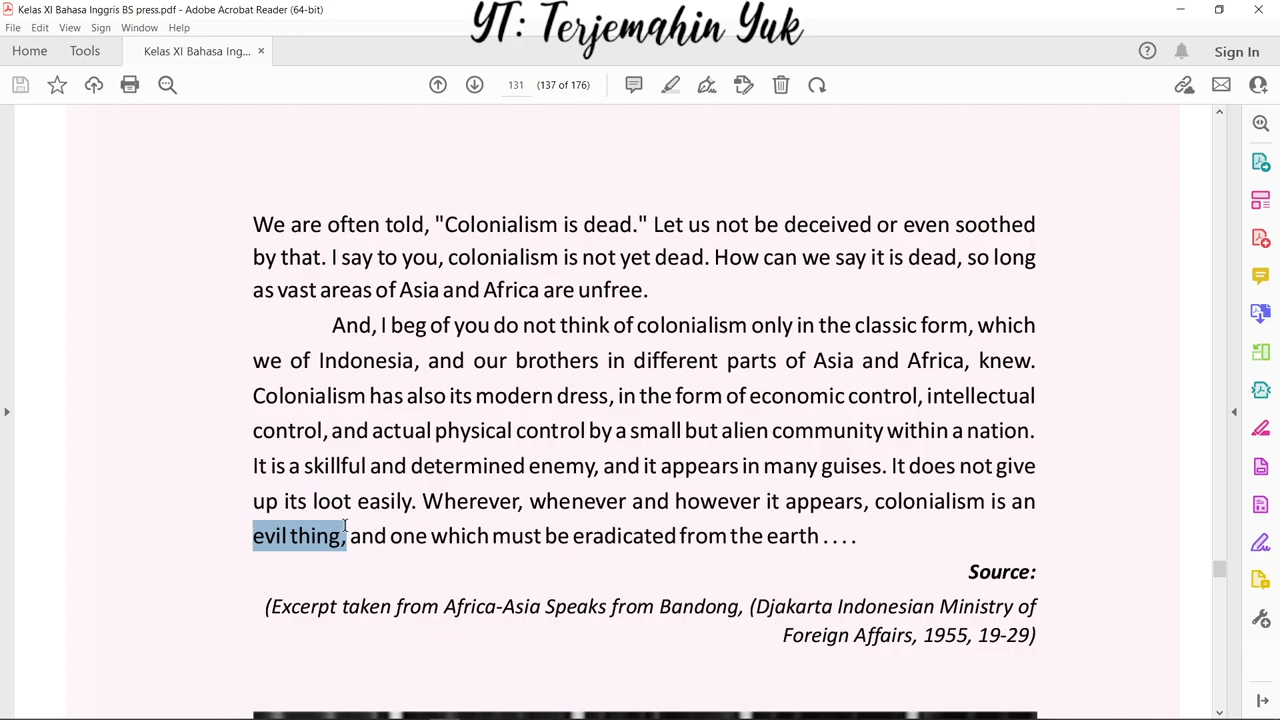 Kelas XI Bahasa Inggris BS press.pdf - Adobe Acrobat Reader (64-bit)
YT: Terjemahin Yuk
File Edit View Sign Window Help
Home Tools Kelas XI Bahasa Ing... × Sign In
131 (137 of 176)
We are often told, "Colonialism is dead." Let us not be deceived or even soothed
by that. I say to you, colonialism is not yet dead. How can we say it is dead, so long
as vast areas of Asia and Africa are unfree.
And, I beg of you do not think of colonialism only in the classic form, which
we of Indonesia, and our brothers in different parts of Asia and Africa, knew.
Colonialism has also its modern dress, in the form of economic control, intellectual
control, and actual physical control by a small but alien community within a nation.
It is a skillful and determined enemy, and it appears in many guises. It does not give
up its loot easily. Wherever, whenever and however it appears, colonialism is an
evil thing, and one which must be eradicated from the earth . . . .
Source:
(Excerpt taken from Africa-Asia Speaks from Bandong, (Djakarta Indonesian Ministry of
Foreign Affairs, 1955, 19-29)